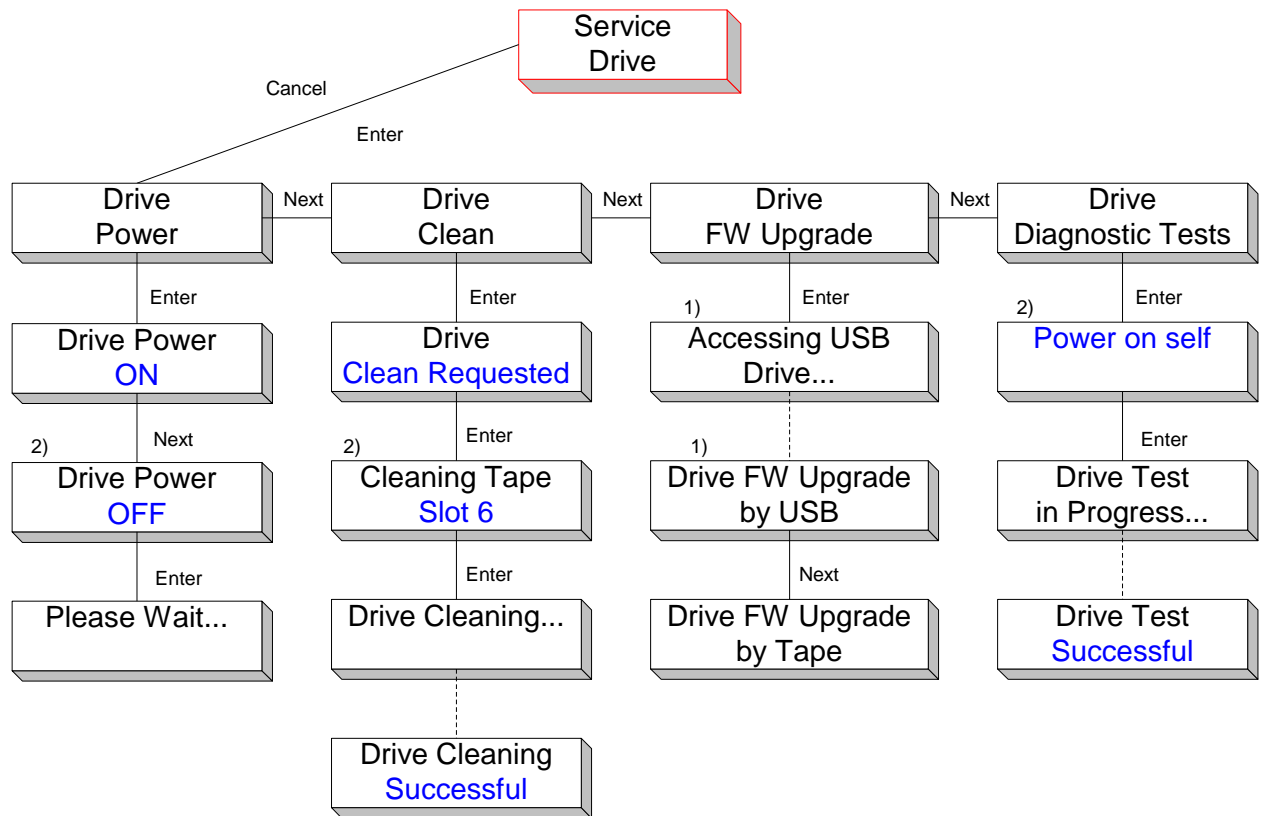 Service
Drive
Cancel
Enter
Drive
Power
Next
Drive
Clean
Next
Drive
FW Upgrade
Next
Drive
Diagnostic Tests
Enter
Enter
1)
Enter
2)
Enter
Drive Power
ON
Drive
Clean Requested
Accessing USB
Drive...
Power on self
2)
Next
2)
Enter
1)
Enter
Drive Power
OFF
Cleaning Tape
Slot 6
Drive FW Upgrade
by USB
Drive Test
in Progress...
Enter
Enter
Next
Please Wait...
Drive Cleaning...
Drive FW Upgrade
by Tape
Drive Test
Successful
Drive Cleaning
Successful